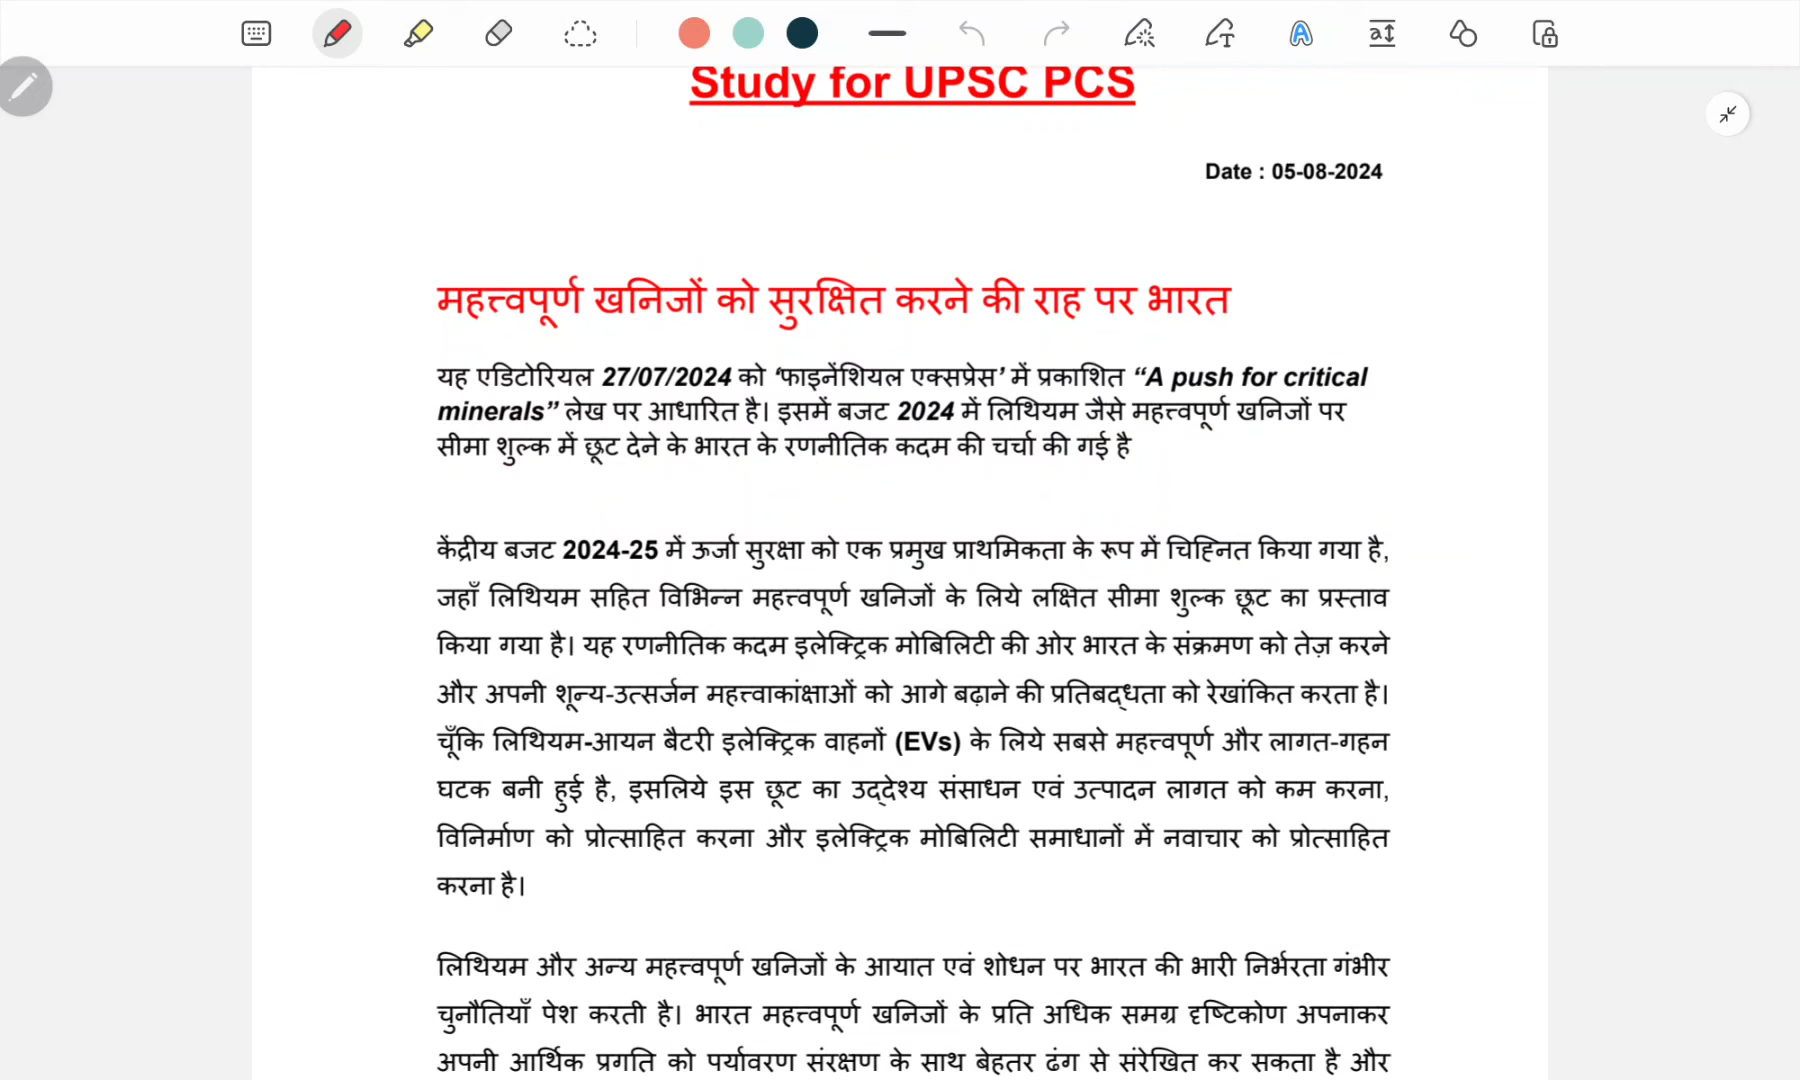 Study for UPSC PCS
Date : 05-08-2024
महत्त्वपूर्ण खनिजों को सुरक्षित करने की राह पर भारत
यह एडिटोरियल 27/07/2024 को ‘फाइनेंशियल एक्सप्रेस’ में प्रकाशित “A push for critical
minerals” लेख पर आधारित है। इसमें बजट 2024 में लिथियम जैसे महत्त्वपूर्ण खनिजों पर
सीमा शुल्क में छूट देने के भारत के रणनीतिक कदम की चर्चा की गई है
केंद्रीय बजट 2024-25 में ऊर्जा सुरक्षा को एक प्रमुख प्राथमिकता के रूप में चिह्नित किया गया है,
जहाँ लिथियम सहित विभिन्न महत्त्वपूर्ण खनिजों के लिये लक्षित सीमा शुल्क छूट का प्रस्ताव
किया गया है। यह रणनीतिक कदम इलेक्ट्रिक मोबिलिटी की ओर भारत के संक्रमण को तेज़ करने
और अपनी शून्य-उत्सर्जन महत्त्वाकांक्षाओं को आगे बढ़ाने की प्रतिबद्धता को रेखांकित करता है।
चूँकि लिथियम-आयन बैटरी इलेक्ट्रिक वाहनों (EVs) के लिये सबसे महत्त्वपूर्ण और लागत-गहन
घटक बनी हुई है, इसलिये इस छूट का उद्देश्य संसाधन एवं उत्पादन लागत को कम करना,
विनिर्माण को प्रोत्साहित करना और इलेक्ट्रिक मोबिलिटी समाधानों में नवाचार को प्रोत्साहित
करना है।
लिथियम और अन्य महत्त्वपूर्ण खनिजों के आयात एवं शोधन पर भारत की भारी निर्भरता गंभीर
चुनौतियाँ पेश करती है। भारत महत्त्वपूर्ण खनिजों के प्रति अधिक समग्र दृष्टिकोण अपनाकर
अपनी आर्थिक प्रगति को पर्यावरण संरक्षण के साथ बेहतर ढंग से संरेखित कर सकता है और